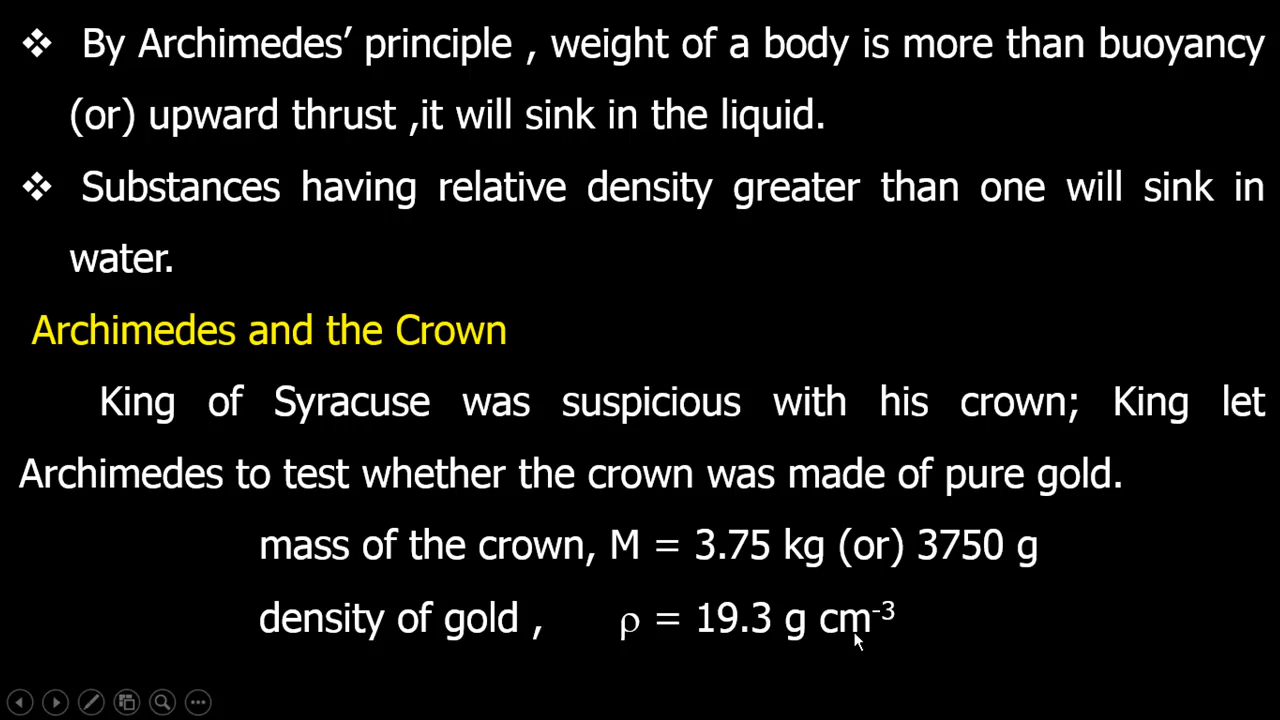 ❖ By Archimedes’ principle , weight of a body is more than buoyancy
(or) upward thrust ,it will sink in the liquid.
❖ Substances having relative density greater than one will sink in
water.
Archimedes and the Crown
King of Syracuse was suspicious with his crown; King let
Archimedes to test whether the crown was made of pure gold.
mass of the crown, M = 3.75 kg (or) 3750 g
density of gold , ρ = 19.3 g cm⁻³